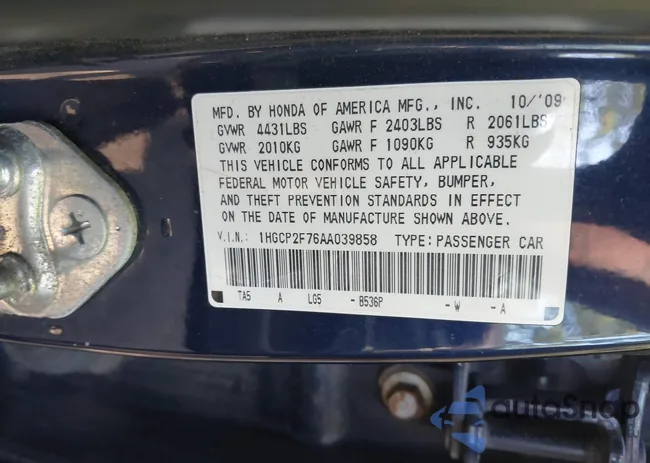 MFD. BY HONDA OF AMERICA MFG., INC. 10/'09
GVWR 4431LBS GAWR F 2403LBS R 2061LBS
GVWR 2010KG GAWR F 1090KG R 935KG
THIS VEHICLE CONFORMS TO ALL APPLICABLE
FEDERAL MOTOR VEHICLE SAFETY, BUMPER,
AND THEFT PREVENTION STANDARDS IN EFFECT
ON THE DATE OF MANUFACTURE SHOWN ABOVE.
V.I.N.: 1HGCP2F76AA039858 TYPE: PASSENGER CAR
TA5 A LG5 - B536P - W - A
autoSnap